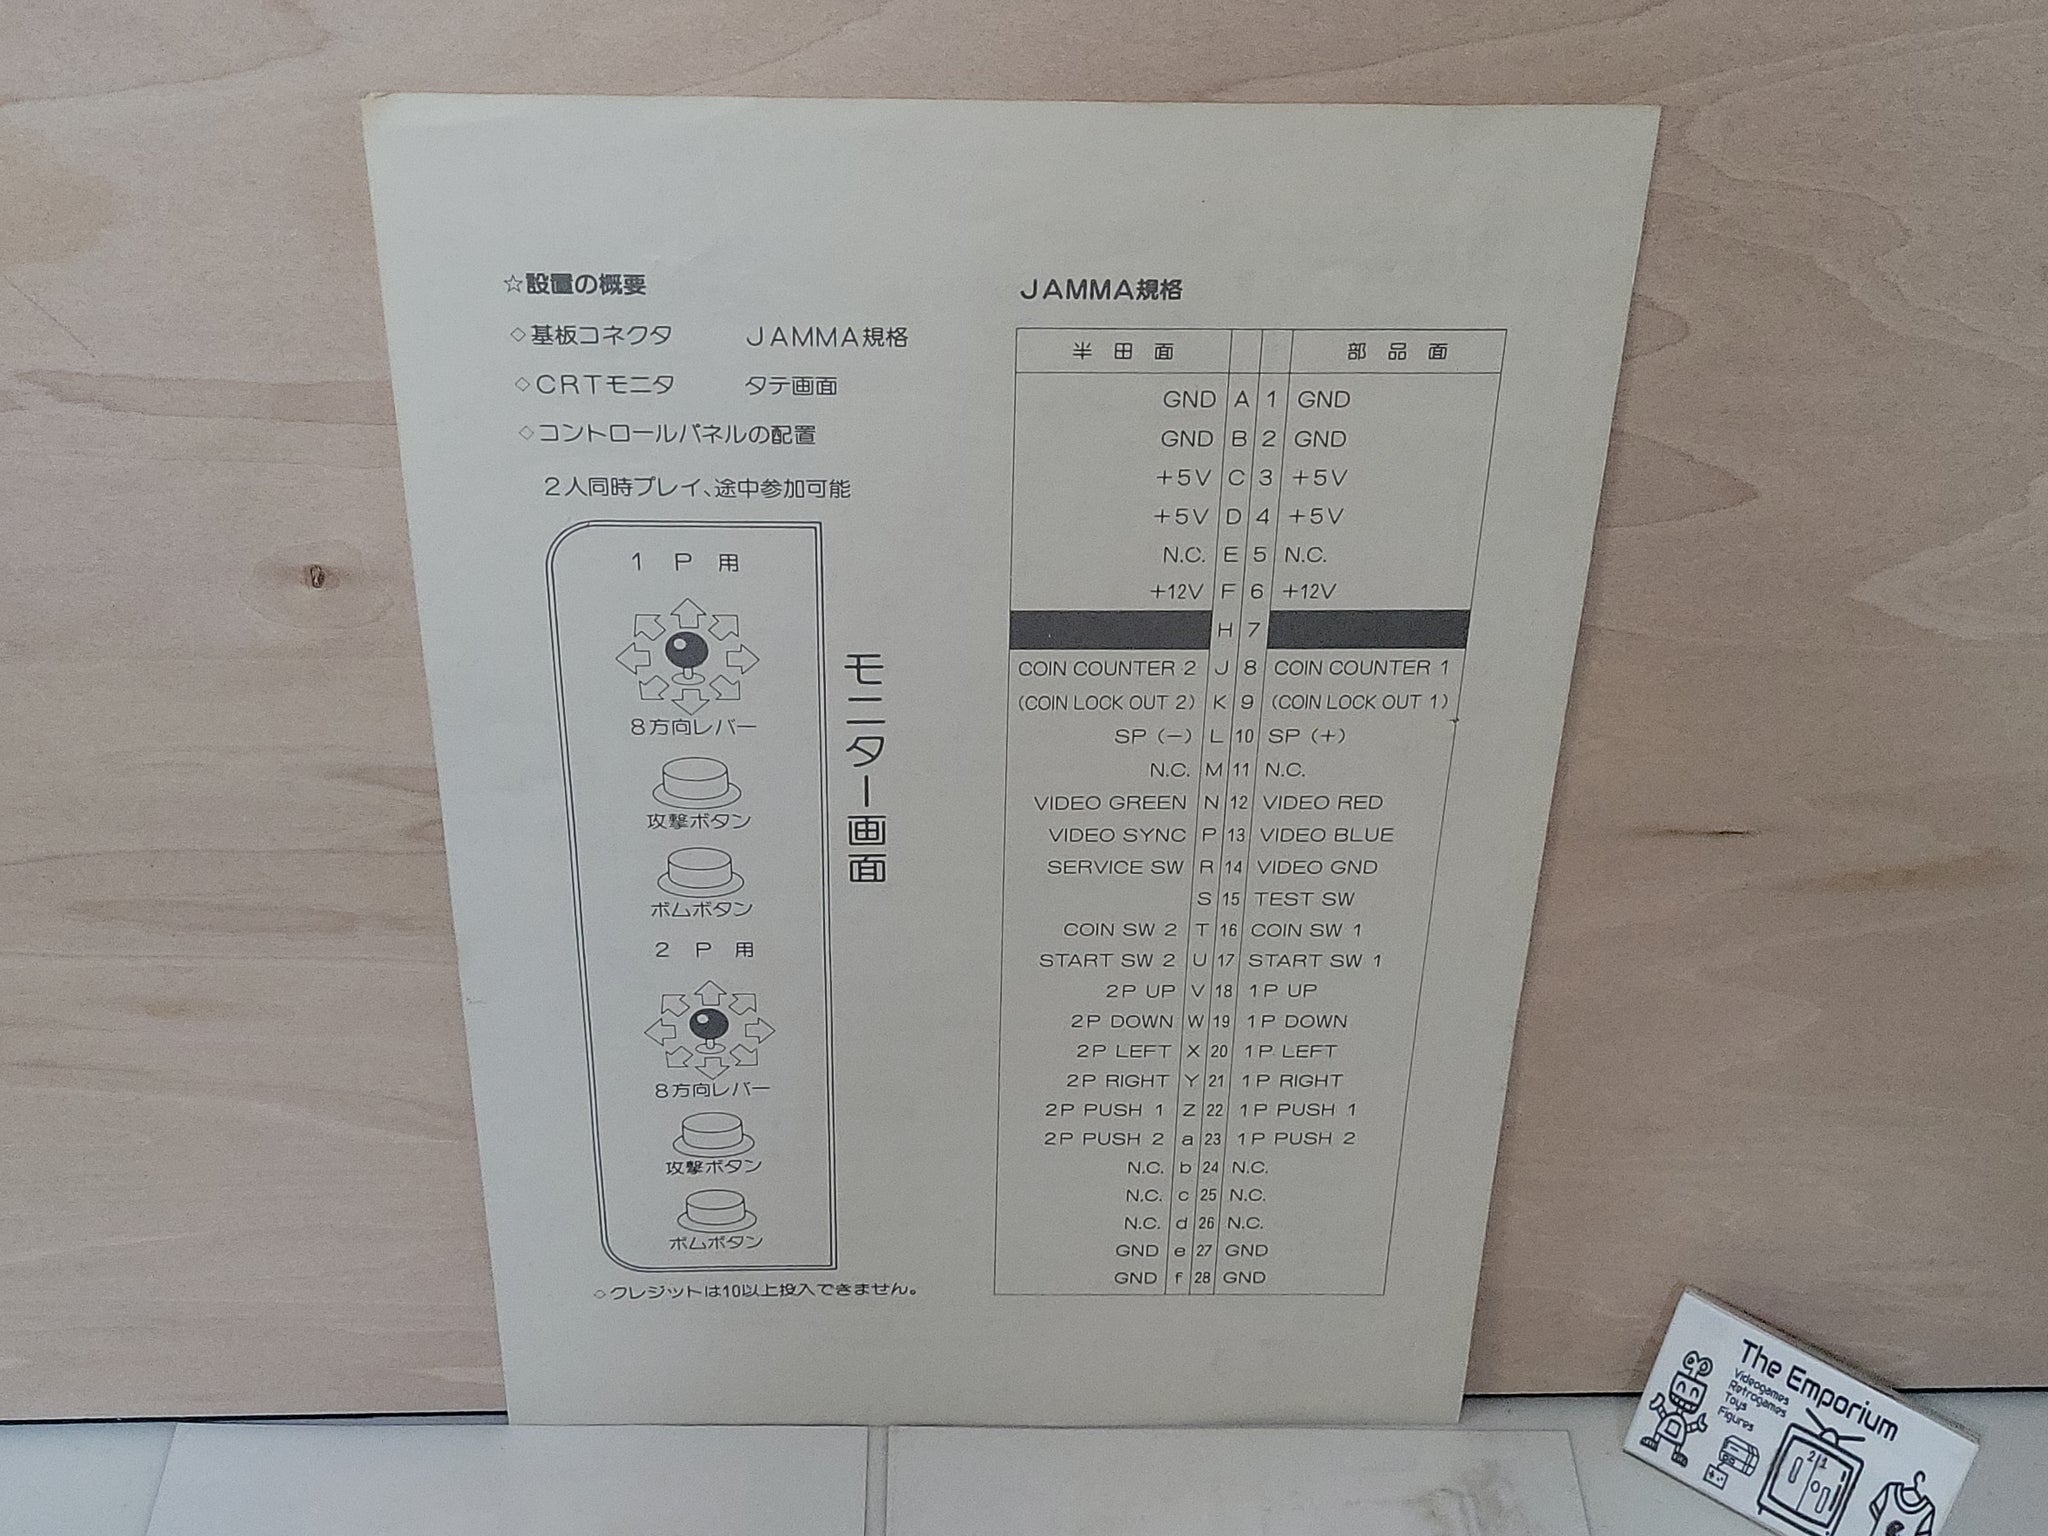 ☆設置の概要
◇基板コネクタ JAMMA規格
◇CRTモニタ タテ画面
◇コントロールパネルの配置
2人同時プレイ、途中参加可能
1P用
8方向レバー
攻撃ボタン
ボムボタン
2P用
8方向レバー
攻撃ボタン
ボムボタン
モニター画面
◇クレジットは10以上投入できません。
JAMMA規格
半田面 部品面
GND A 1 GND
GND B 2 GND
+5V C 3 +5V
+5V D 4 +5V
N.C. E 5 N.C.
+12V F 6 +12V
H 7
COIN COUNTER 2 J 8 COIN COUNTER 1
(COIN LOCK OUT 2) K 9 (COIN LOCK OUT 1)
SP (−) L 10 SP (+)
N.C. M 11 N.C.
VIDEO GREEN N 12 VIDEO RED
VIDEO SYNC P 13 VIDEO BLUE
SERVICE SW R 14 VIDEO GND
S 15 TEST SW
COIN SW 2 T 16 COIN SW 1
START SW 2 U 17 START SW 1
2P UP V 18 1P UP
2P DOWN W 19 1P DOWN
2P LEFT X 20 1P LEFT
2P RIGHT Y 21 1P RIGHT
2P PUSH 1 Z 22 1P PUSH 1
2P PUSH 2 a 23 1P PUSH 2
N.C. b 24 N.C.
N.C. c 25 N.C.
N.C. d 26 N.C.
GND e 27 GND
GND f 28 GND
The Emporium
Videogames
Retrogames
Toys
Figures
2 1